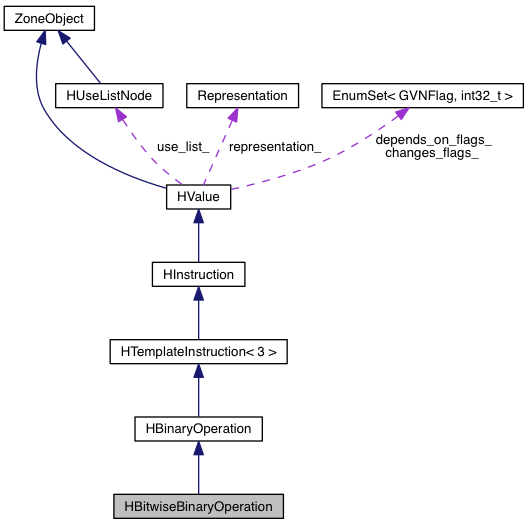 ZoneObject
HUseListNode
Representation
EnumSet< GVNFlag, int32_t >
use_list_
representation_
depends_on_flags_
changes_flags_
HValue
HInstruction
HTemplateInstruction< 3 >
HBinaryOperation
HBitwiseBinaryOperation